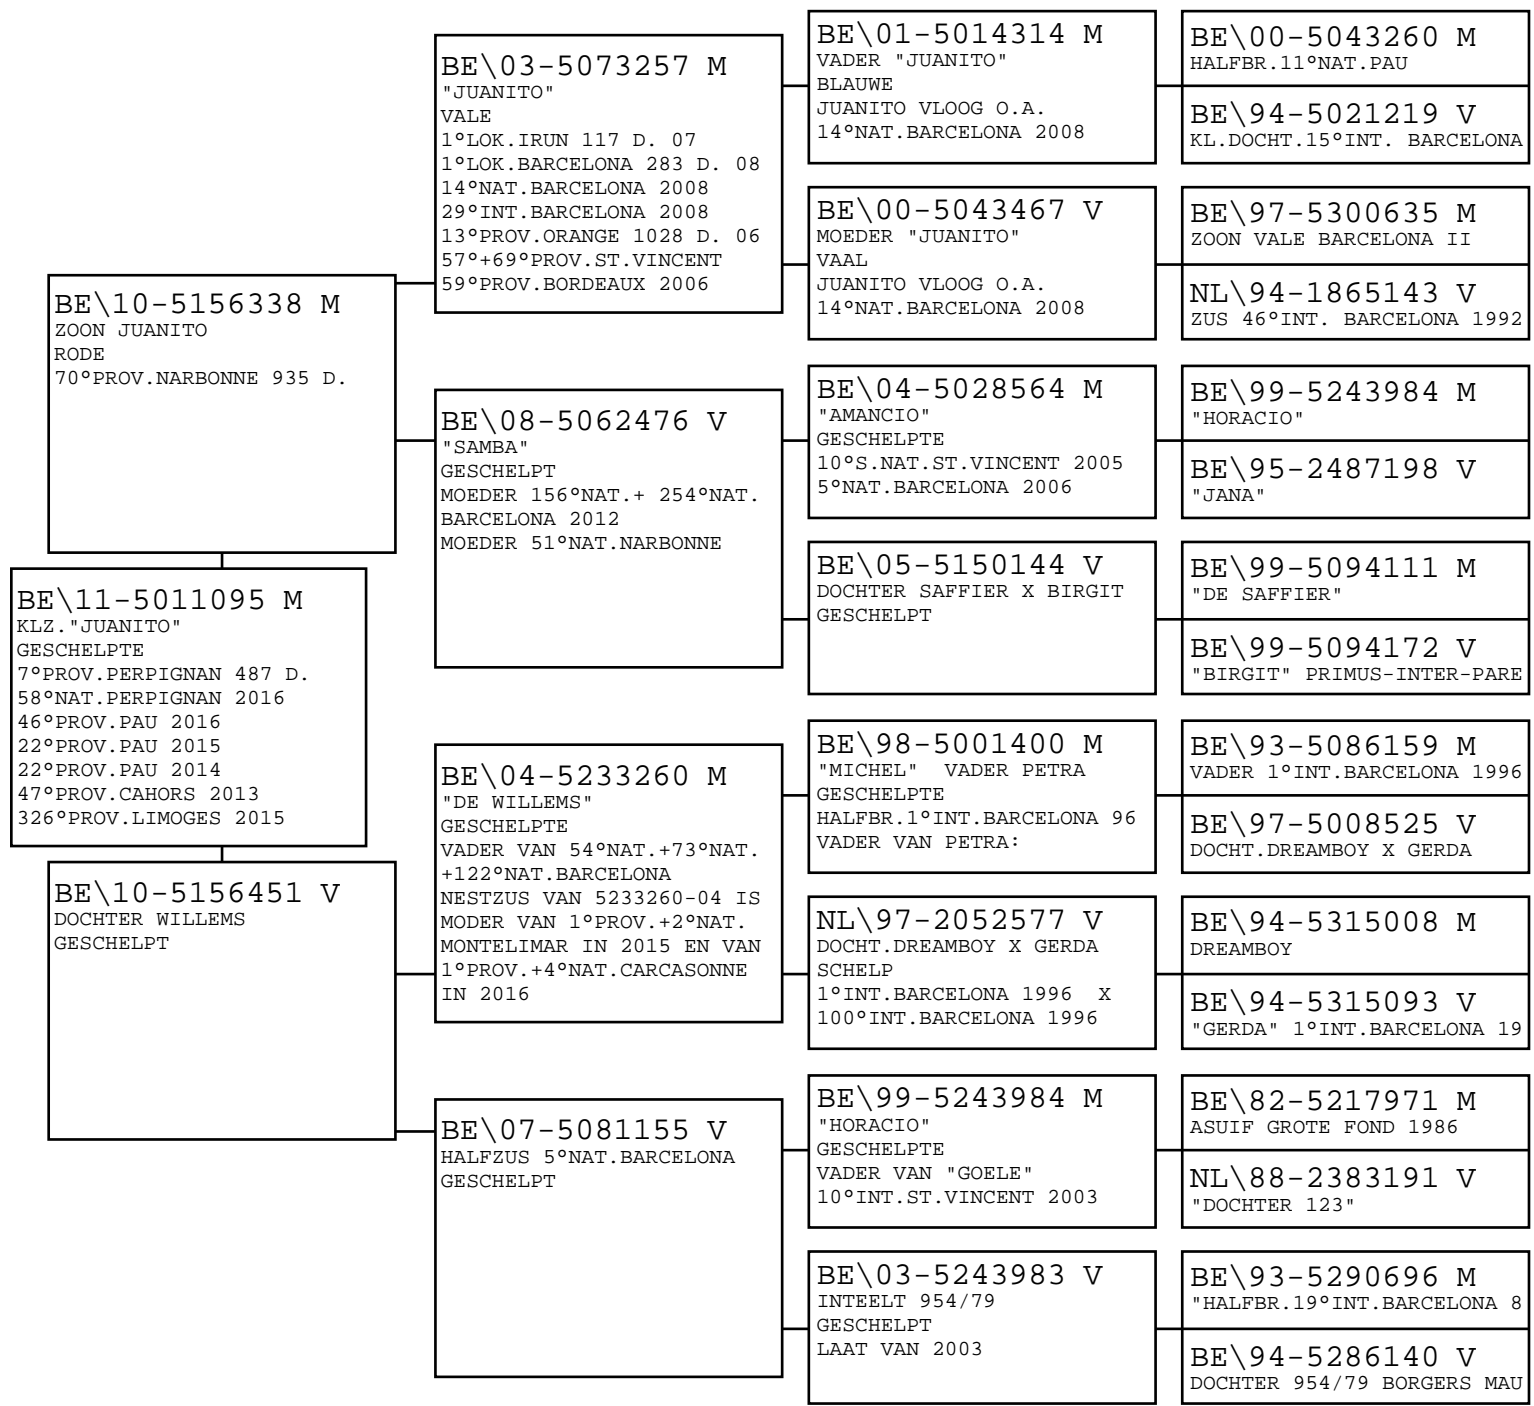 BE\11-5011095 M
KLZ."JUANITO"
GESCHELPTE
7°PROV.PERPIGNAN 487 D.
58°NAT.PERPIGNAN 2016
46°PROV.PAU 2016
22°PROV.PAU 2015
22°PROV.PAU 2014
47°PROV.CAHORS 2013
326°PROV.LIMOGES 2015
BE\10-5156338 M
ZOON JUANITO
RODE
70°PROV.NARBONNE 935 D.
BE\10-5156451 V
DOCHTER WILLEMS
GESCHELPT
BE\03-5073257 M
"JUANITO"
VALE
1°LOK.IRUN 117 D. 07
1°LOK.BARCELONA 283 D. 08
14°NAT.BARCELONA 2008
29°INT.BARCELONA 2008
13°PROV.ORANGE 1028 D. 06
57°+69°PROV.ST.VINCENT
59°PROV.BORDEAUX 2006
BE\08-5062476 V
"SAMBA"
GESCHELPT
MOEDER 156°NAT.+ 254°NAT.
BARCELONA 2012
MOEDER 51°NAT.NARBONNE
BE\04-5233260 M
"DE WILLEMS"
GESCHELPTE
VADER VAN 54°NAT.+73°NAT.
+122°NAT.BARCELONA
NESTZUS VAN 5233260-04 IS
MODER VAN 1°PROV.+2°NAT.
MONTELIMAR IN 2015 EN VAN
1°PROV.+4°NAT.CARCASONNE
IN 2016
BE\07-5081155 V
HALFZUS 5°NAT.BARCELONA
GESCHELPT
BE\01-5014314 M
VADER "JUANITO"
BLAUWE
JUANITO VLOOG O.A.
14°NAT.BARCELONA 2008
BE\00-5043467 V
MOEDER "JUANITO"
VAAL
JUANITO VLOOG O.A.
14°NAT.BARCELONA 2008
BE\04-5028564 M
"AMANCIO"
GESCHELPTE
10°S.NAT.ST.VINCENT 2005
5°NAT.BARCELONA 2006
BE\05-5150144 V
DOCHTER SAFFIER X BIRGIT
GESCHELPT
BE\98-5001400 M
"MICHEL"  VADER PETRA
GESCHELPTE
HALFBR.1°INT.BARCELONA 96
VADER VAN PETRA:
NL\97-2052577 V
DOCHT.DREAMBOY X GERDA
SCHELP
1°INT.BARCELONA 1996  X
100°INT.BARCELONA 1996
BE\99-5243984 M
"HORACIO"
GESCHELPTE
VADER VAN "GOELE"
10°INT.ST.VINCENT 2003
BE\03-5243983 V
INTEELT 954/79
GESCHELPT
LAAT VAN 2003
BE\00-5043260 M
HALFBR.11°NAT.PAU
BE\94-5021219 V
KL.DOCHT.15°INT. BARCELONA
BE\97-5300635 M
ZOON VALE BARCELONA II
NL\94-1865143 V
ZUS 46°INT. BARCELONA 1992
BE\99-5243984 M
"HORACIO"
BE\95-2487198 V
"JANA"
BE\99-5094111 M
"DE SAFFIER"
BE\99-5094172 V
"BIRGIT" PRIMUS-INTER-PARE
BE\93-5086159 M
VADER 1°INT.BARCELONA 1996
BE\97-5008525 V
DOCHT.DREAMBOY X GERDA
BE\94-5315008 M
DREAMBOY
BE\94-5315093 V
"GERDA" 1°INT.BARCELONA 19
BE\82-5217971 M
ASUIF GROTE FOND 1986
NL\88-2383191 V
"DOCHTER 123"
BE\93-5290696 M
"HALFBR.19°INT.BARCELONA 8
BE\94-5286140 V
DOCHTER 954/79 BORGERS MAU